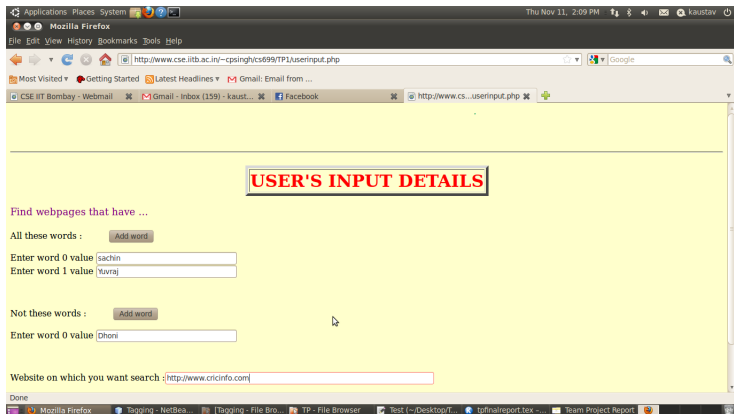 Applications Places System Thu Nov 11, 2:09 PM kaustav
Mozilla Firefox
File Edit View History Bookmarks Tools Help
http://www.cse.iitb.ac.in/~cpsingh/cs699/TP1/userinput.php Google
Most Visited Getting Started Latest Headlines Gmail: Email from ...
CSE IIT Bombay - Webmail Gmail - Inbox (159) - kaust... Facebook http://www.cs...userinput.php
USER'S INPUT DETAILS
Find webpages that have ...
All these words : Add word
Enter word 0 value sachin
Enter word 1 value Yuvraj
Not these words : Add word
Enter word 0 value Dhoni
Website on which you want search : http://www.cricinfo.com
Done
Mozilla Firefox Tagging - NetBea... [Tagging - File Bro... TP - File Browser Test (~/Desktop/T... tpfinalreport.tex -... Team Project Report